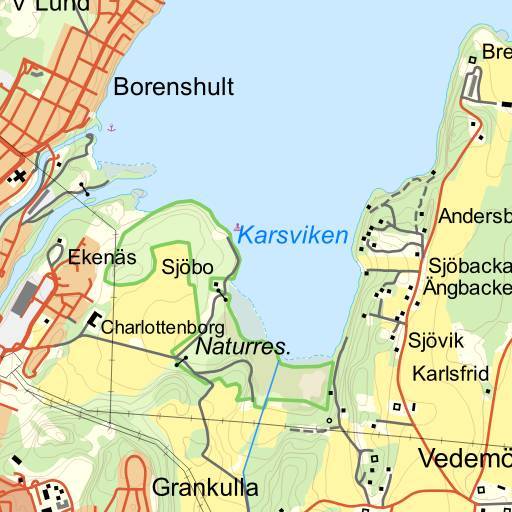 V Lund
Bre
Borenshult
Andersb
Karsviken
Ekenäs
Sjöbo
Sjöbacka
Ängbacke
Charlottenborg
Naturres.
Sjövik
Karlsfrid
Vedemö
Grankulla